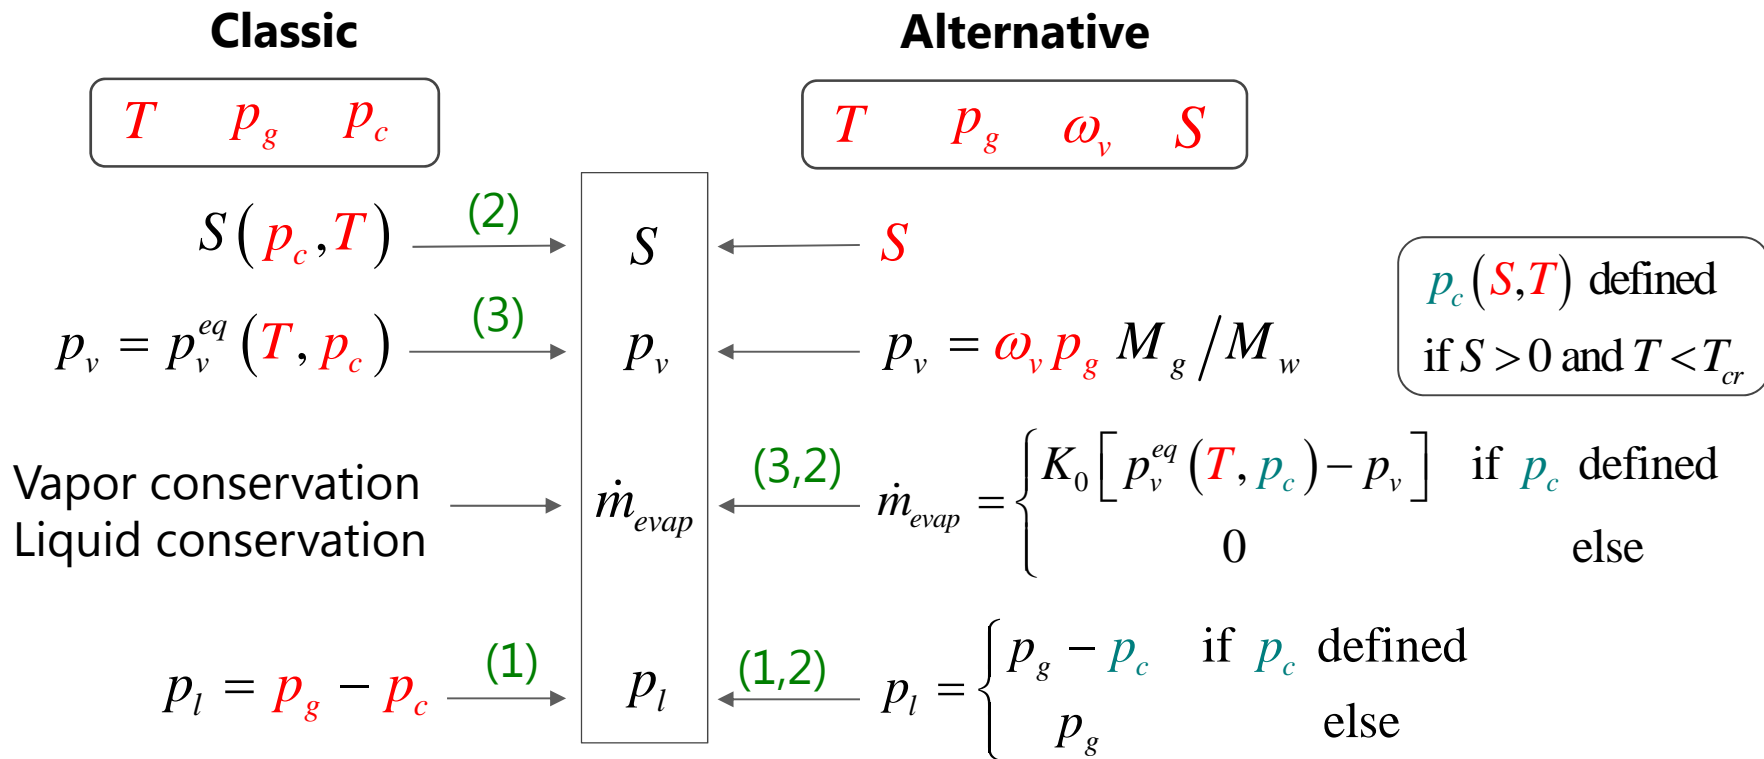 Classic
Alternative
T p_g p_c
T p_g ω_v S
S(p_c, T) (2) S S
p_c(S,T) defined
if S > 0 and T < T_cr
p_v = p_v^eq (T, p_c) (3) p_v p_v = ω_v p_g M_g / M_w
Vapor conservation
Liquid conservation
ṁ_evap (3,2) ṁ_evap = { K_0 [ p_v^eq (T, p_c) − p_v ] if p_c defined
0 else
p_l = p_g − p_c (1) p_l (1,2) p_l = { p_g − p_c if p_c defined
p_g else